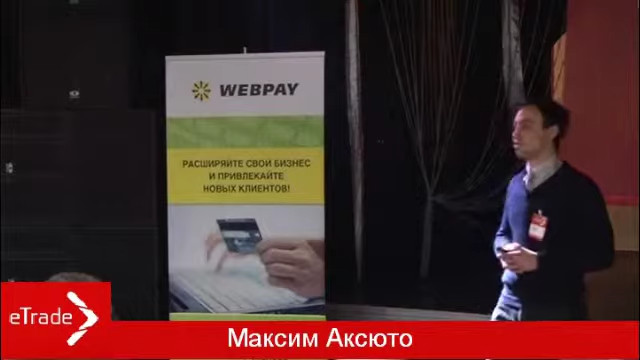 WEBPAY
РАСШИРЯЙТЕ СВОЙ БИЗНЕС
И ПРИВЛЕКАЙТЕ
НОВЫХ КЛИЕНТОВ!
eTrade
Максим Аксюто